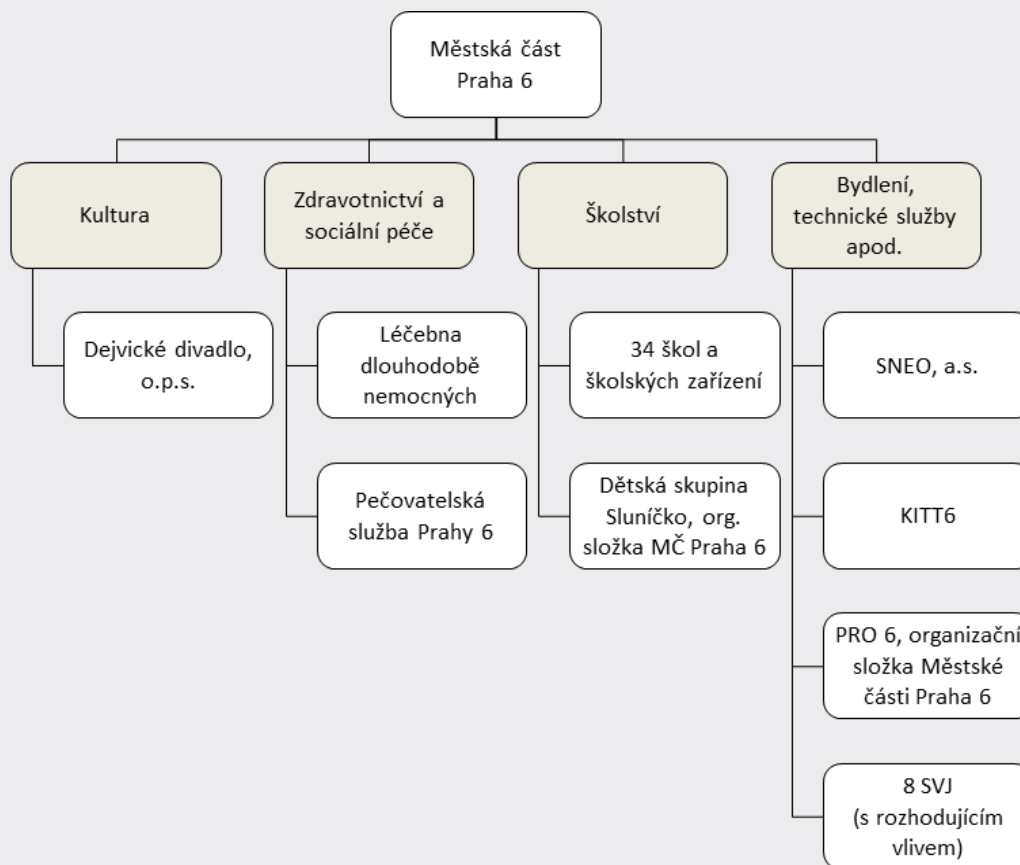 Městská část
Praha 6
Kultura
Zdravotnictví a
sociální péče
Školství
Bydlení,
technické služby
apod.
Dejvické divadlo,
o.p.s.
Léčebna
dlouhodobě
nemocných
Pečovatelská
služba Prahy 6
34 škol a
školských zařízení
Dětská skupina
Sluníčko, org.
složka MČ Praha 6
SNEO, a.s.
KITT6
PRO 6, organizační
složka Městské
části Praha 6
8 SVJ
(s rozhodujícím
vlivem)